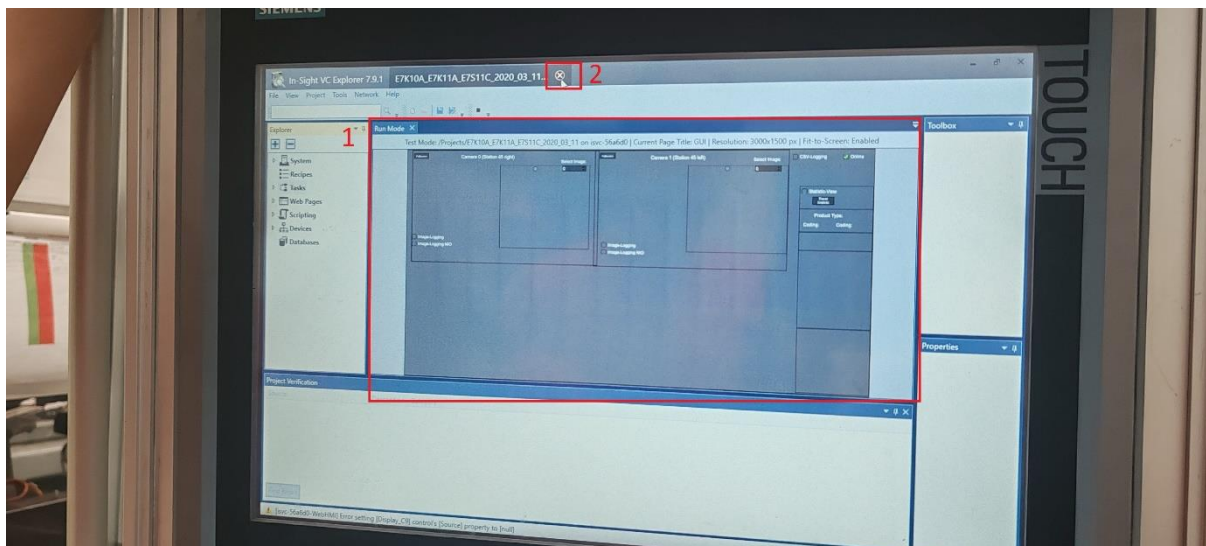 SIEMENS
TOUCH
In-Sight VC Explorer 7.9.1 E7K10A_E7K11A_E7S11C_2020_03_11... 2
File View Project Tools Network Help
Explorer
1
Run Mode
Toolbox
Test Mode: /Projects/E7K10A_E7K11A_E7S11C_2020_03_11 on isvc-56a6d0 | Current Page Title: GUI | Resolution: 3000x1500 px | Fit-to-Screen: Enabled
System
Recipes
Tasks
Web Pages
Scripting
Devices
Databases
Camera 0 (Station 45 right)
Select Image:
0
Image-Logging
Image-Logging NIO
Camera 1 (Station 45 left)
Select Image:
0
Image-Logging
Image-Logging NIO
CSV-Logging
Online
Statistic-View
Product Type:
Coding Coding
Properties
Project Verification
[isvc-56a6d0-WebHMI] Error setting [Display_C8] control's [Source] property to [null]